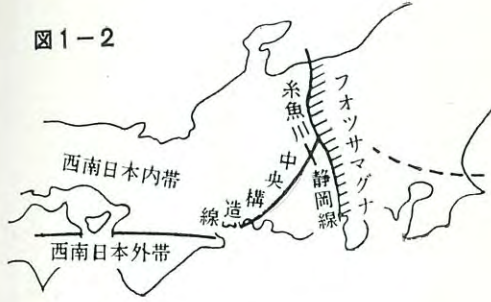 図1-2
糸魚川静岡線
フオッサマグナ
中央構造線
西南日本内帯
西南日本外帯